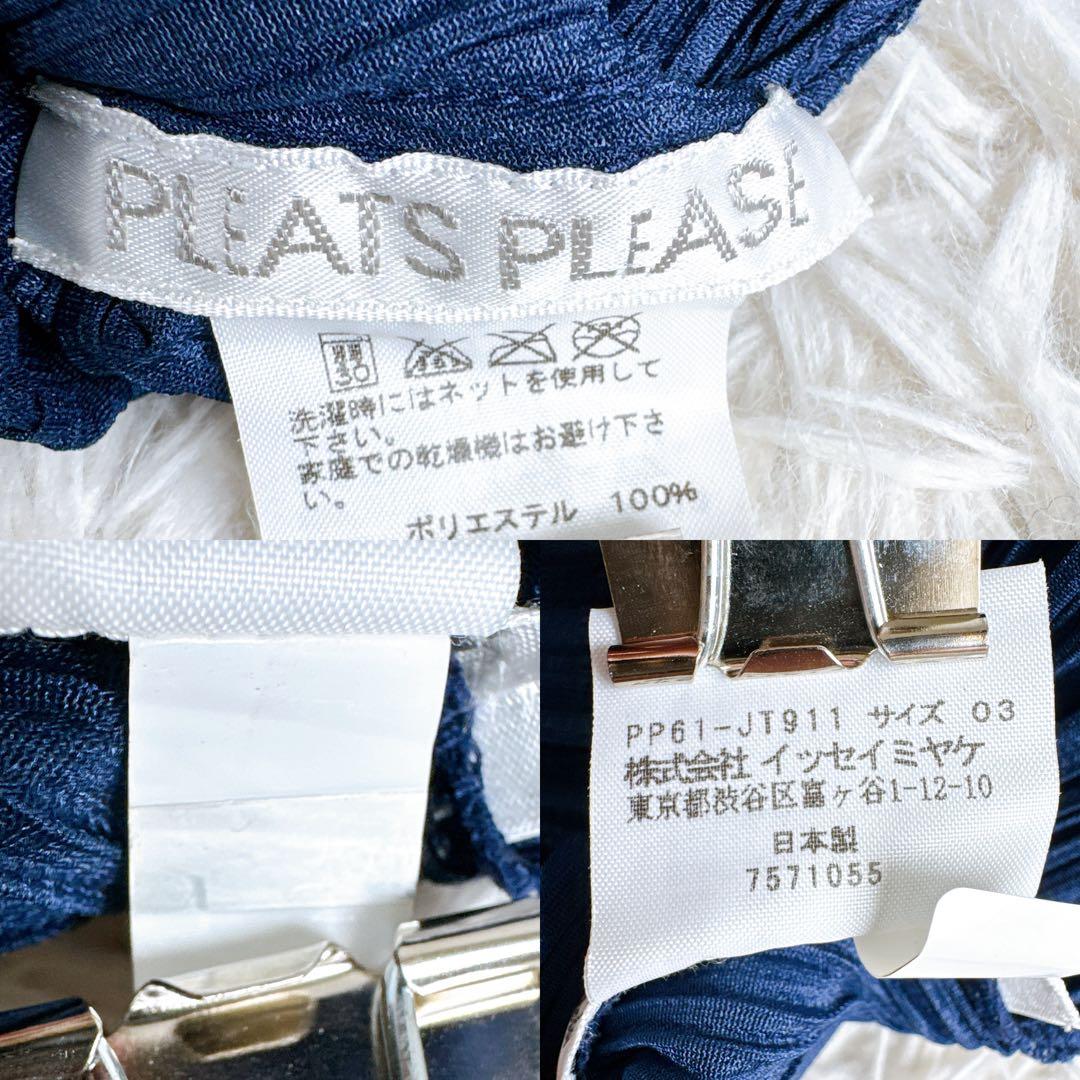 PLEATS PLEASE
30
洗濯時にはネットを使用して
下さい。
家庭での乾燥機はお避け下さ
い。
ポリエステル 100%
PP61-JT911 サイズ 03
株式会社 イッセイミヤケ
東京都渋谷区富ヶ谷1-12-10
日本製
7571055